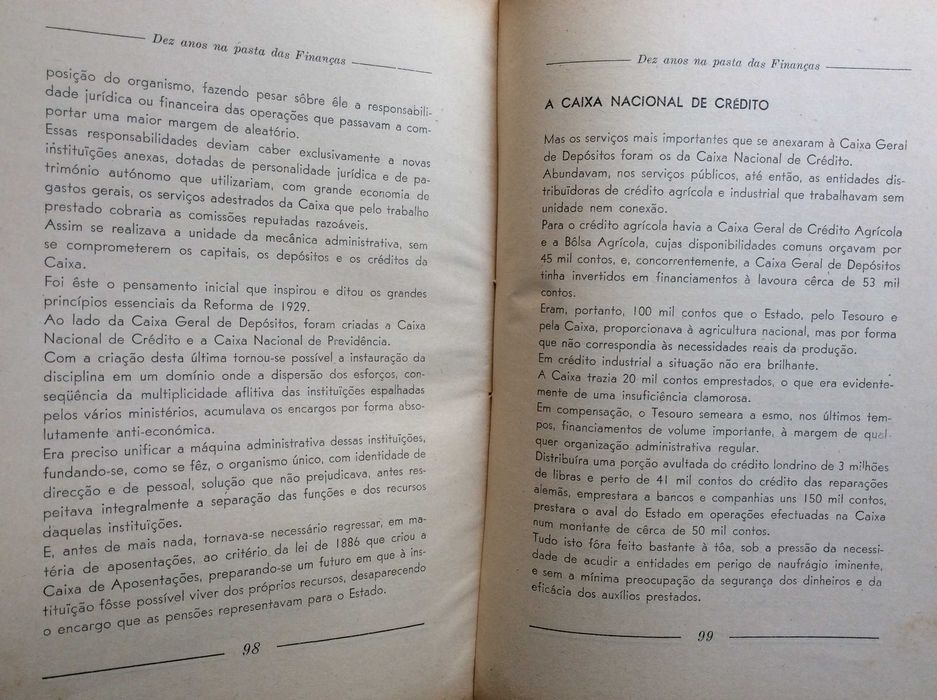 Dez anos na pasta das Finanças
posição do organismo, fazendo pesar sôbre êle a responsabili-
dade jurídica ou financeira das operações que passavam a com-
portar uma maior margem de aleatório.
Essas responsabilidades deviam caber exclusivamente a novas
instituïções anexas, dotadas de personalidade jurídica e de pa-
trimónio autónomo que utilizariam, com grande economia de
gastos gerais, os serviços adestrados da Caixa que pelo trabalho
prestado cobraria as comissões reputadas razoáveis.
Assim se realizava a unidade da mecânica administrativa, sem
se comprometerem os capitais, os depósitos e os créditos da
Caixa.
Foi êste o pensamento inicial que inspirou e ditou os grandes
princípios essenciais da Reforma de 1929.
Ao lado da Caixa Geral de Depósitos, foram criadas a Caixa
Nacional de Crédito e a Caixa Nacional de Previdência.
Com a criação desta última tornou-se possível a instauração da
disciplina em um domínio onde a dispersão dos esforços, con-
seqüência da multiplicidade aflitiva das instituïções espalhadas
pelos vários ministérios, acumulava os encargos por forma abso-
lutamente anti-económica.
Era preciso unificar a máquina administrativa dessas instituïções,
fundando-se, como se fêz, o organismo único, com identidade de
direcção e de pessoal, solução que não prejudicava, antes res-
peitava integralmente a separação das funções e dos recursos
daquelas instituïções.
E, antes de mais nada, tornava-se necessário regressar, em ma-
téria de aposentações, ao critério da lei de 1886 que criou a
Caixa de Aposentações, preparando-se um futuro em que à ins-
tituïção fôsse possível viver dos próprios recursos, desaparecendo
o encargo que as pensões representavam para o Estado.
98
Dez anos na pasta das Finanças
A CAIXA NACIONAL DE CRÉDITO
Mas os serviços mais importantes que se anexaram à Caixa Geral
de Depósitos foram os da Caixa Nacional de Crédito.
Abundavam, nos serviços públicos, até então, as entidades dis-
tribuïdoras de crédito agrícola e industrial que trabalhavam sem
unidade nem conexão.
Para o crédito agrícola havia a Caixa Geral de Crédito Agrícola
e a Bôlsa Agrícola, cujas disponibilidades comuns orçavam por
45 mil contos, e, concorrentemente, a Caixa Geral de Depósitos
tinha invertidos em financiamentos à lavoura cêrca de 53 mil
contos.
Eram, portanto, 100 mil contos que o Estado, pelo Tesouro e
pela Caixa, proporcionava à agricultura nacional, mas por forma
que não correspondia às necessidades reais da produção.
Em crédito industrial a situação não era brilhante.
A Caixa trazia 20 mil contos emprestados, o que era evidente-
mente de uma insuficiência clamorosa.
Em compensação, o Tesouro semeara a esmo, nos últimos tem-
pos, financiamentos de volume importante, à margem de qual-
quer organização administrativa regular.
Distribuíra uma porção avultada do crédito londrino de 3 milhões
de libras e perto de 41 mil contos do crédito das reparações
alemãs, emprestara a bancos e companhias uns 150 mil contos,
prestara o aval do Estado em operações efectuadas na Caixa
num montante de cêrca de 50 mil contos.
Tudo isto fôra feito bastante à tôa, sob a pressão da necessi-
dade de acudir a entidades em perigo de naufrágio iminente,
e sem a mínima preocupação da segurança dos dinheiros e da
eficácia dos auxílios prestados.
99